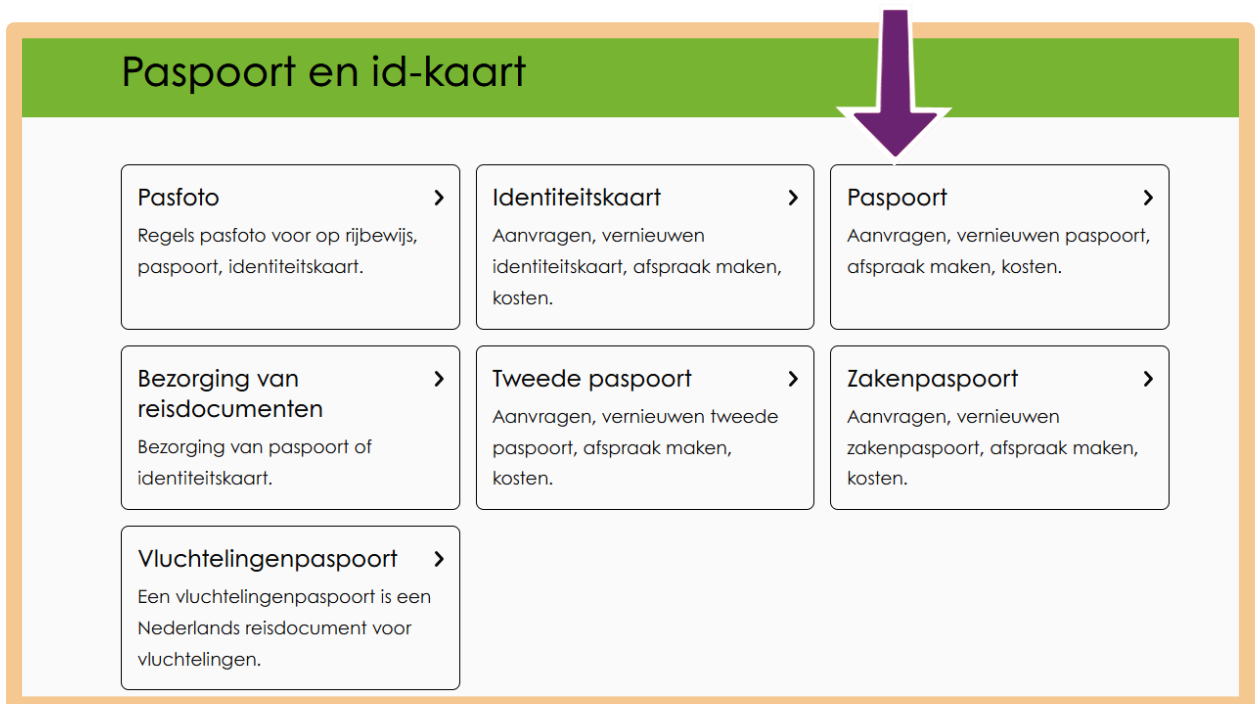 Paspoort en id-kaart
Pasfoto
Regels pasfoto voor op rijbewijs,
paspoort, identiteitskaart.
Identiteitskaart
Aanvragen, vernieuwen
identiteitskaart, afspraak maken,
kosten.
Paspoort
Aanvragen, vernieuwen paspoort,
afspraak maken, kosten.
Bezorging van
reisdocumenten
Bezorging van paspoort of
identiteitskaart.
Tweede paspoort
Aanvragen, vernieuwen tweede
paspoort, afspraak maken,
kosten.
Zakenpaspoort
Aanvragen, vernieuwen
zakenpaspoort, afspraak maken,
kosten.
Vluchtelingenpaspoort
Een vluchtelingenpaspoort is een
Nederlands reisdocument voor
vluchtelingen.